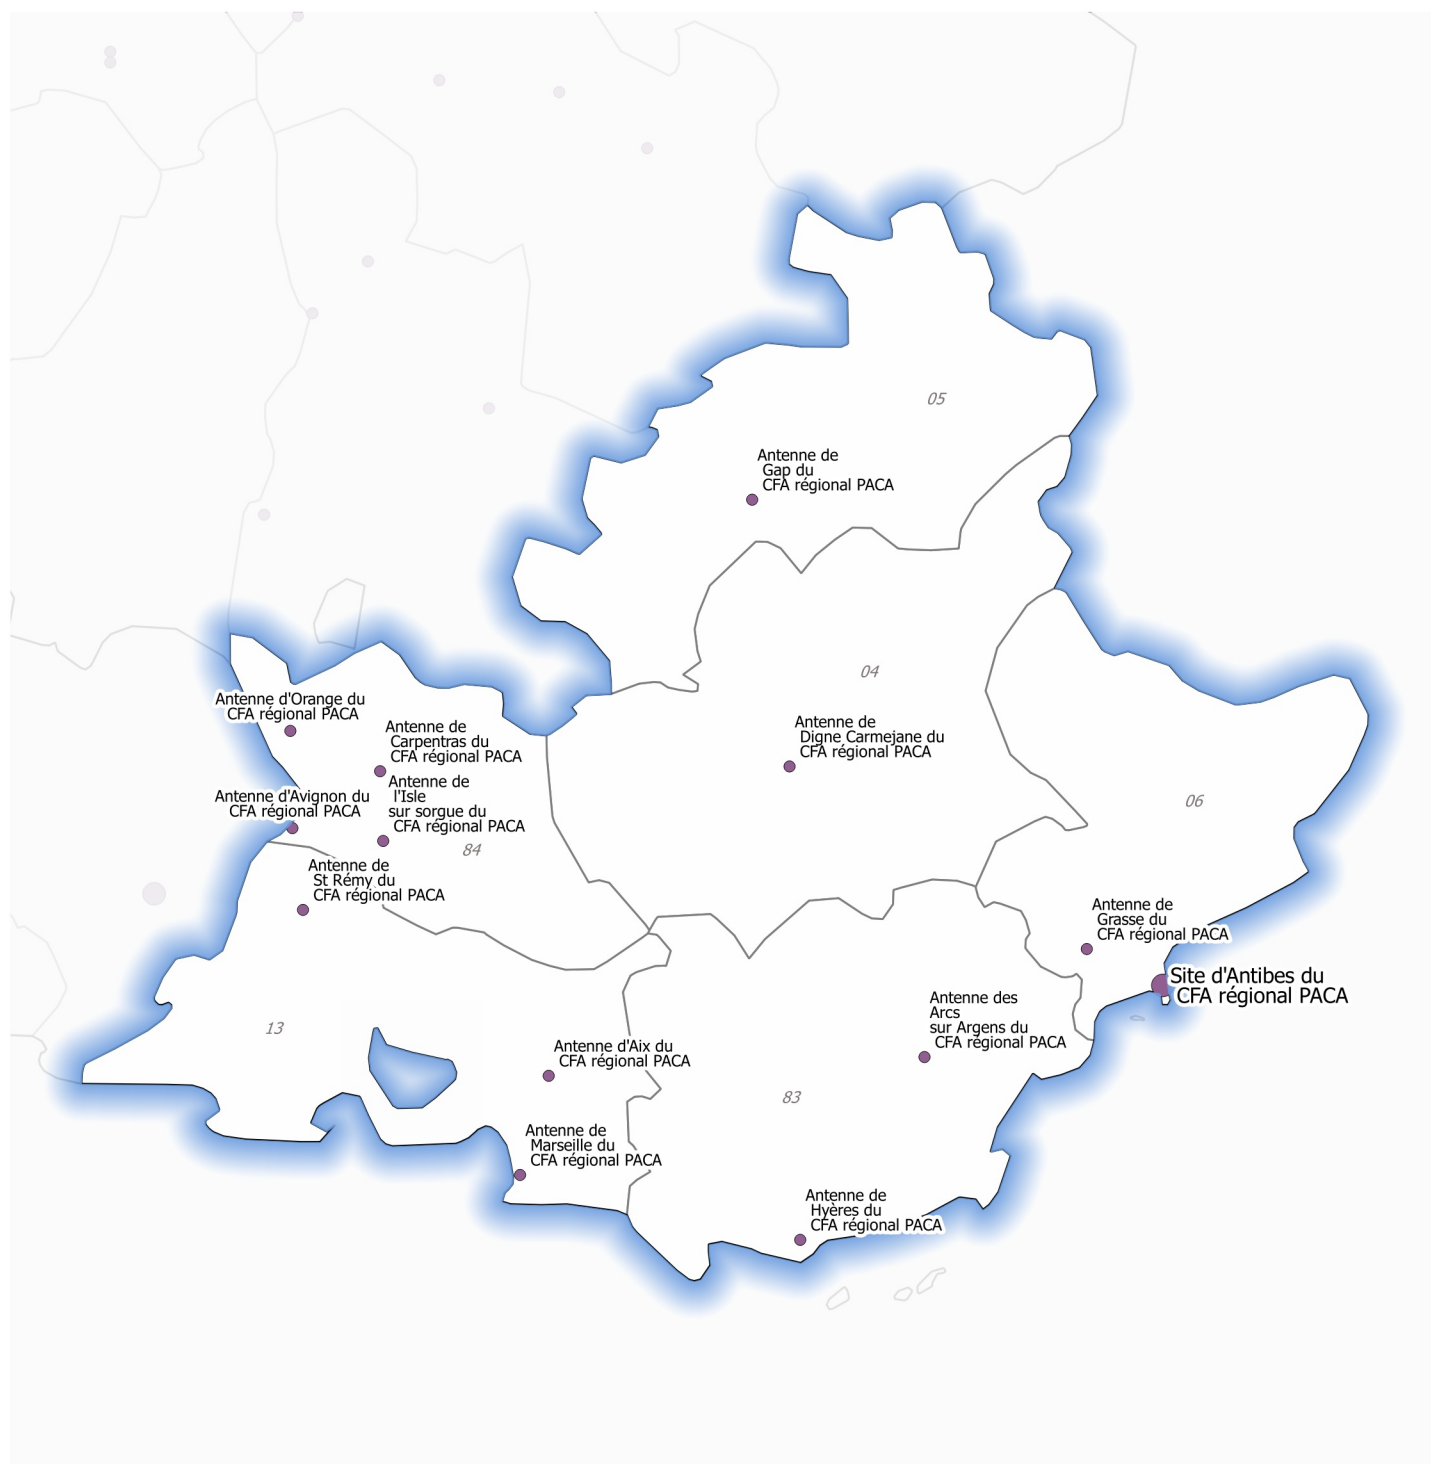 05
Antenne de
Gap du
CFA régional PACA
04
Antenne d'Orange du
CFA régional PACA
Antenne de
Carpentras du
CFA régional PACA
Antenne de
Digne Carmejane du
CFA régional PACA
Antenne de
l'Isle
sur sorgue du
CFA régional PACA
Antenne d'Avignon du
CFA régional PACA
06
84
Antenne de
St Rémy du
CFA régional PACA
Antenne de
Grasse du
CFA régional PACA
Site d'Antibes du
CFA régional PACA
Antenne des
Arcs
sur Argens du
CFA régional PACA
13
Antenne d'Aix du
CFA régional PACA
83
Antenne de
Marseille du
CFA régional PACA
Antenne de
Hyères du
CFA régional PACA